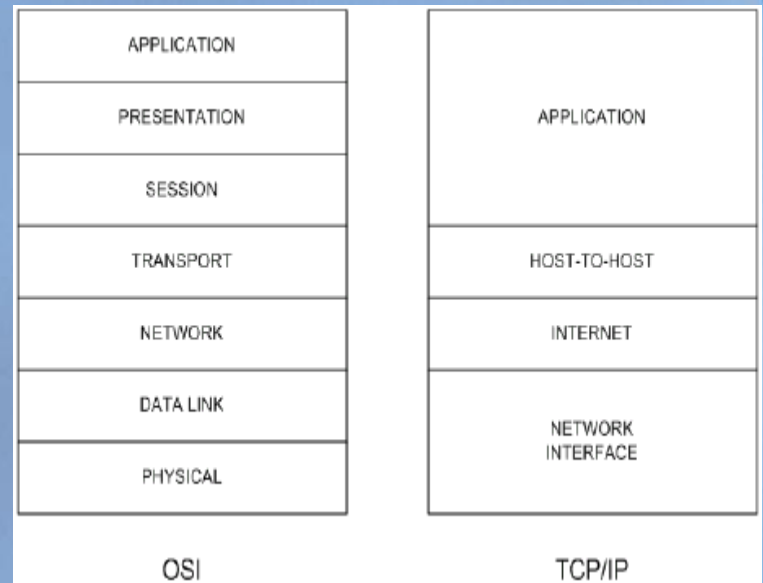 APPLICATION
PRESENTATION
SESSION
TRANSPORT
NETWORK
DATA LINK
PHYSICAL
OSI
APPLICATION
HOST-TO-HOST
INTERNET
NETWORK
INTERFACE
TCP/IP